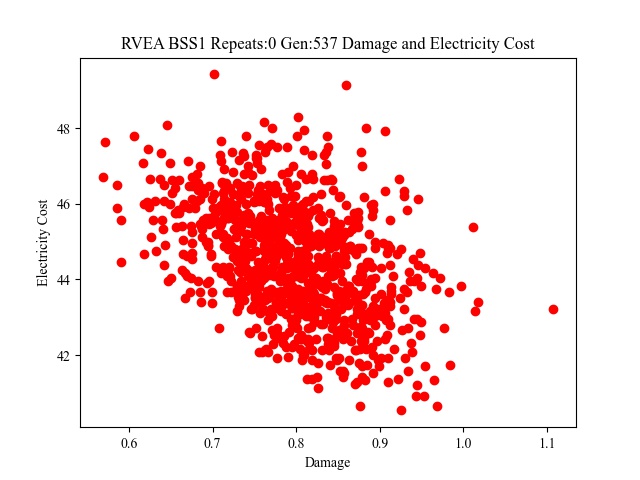 RVEA BSS1 Repeats:0 Gen:537 Damage and Electricity Cost
48
46
44
42
Electricity Cost
0.6 0.7 0.8 0.9 1.0 1.1
Damage